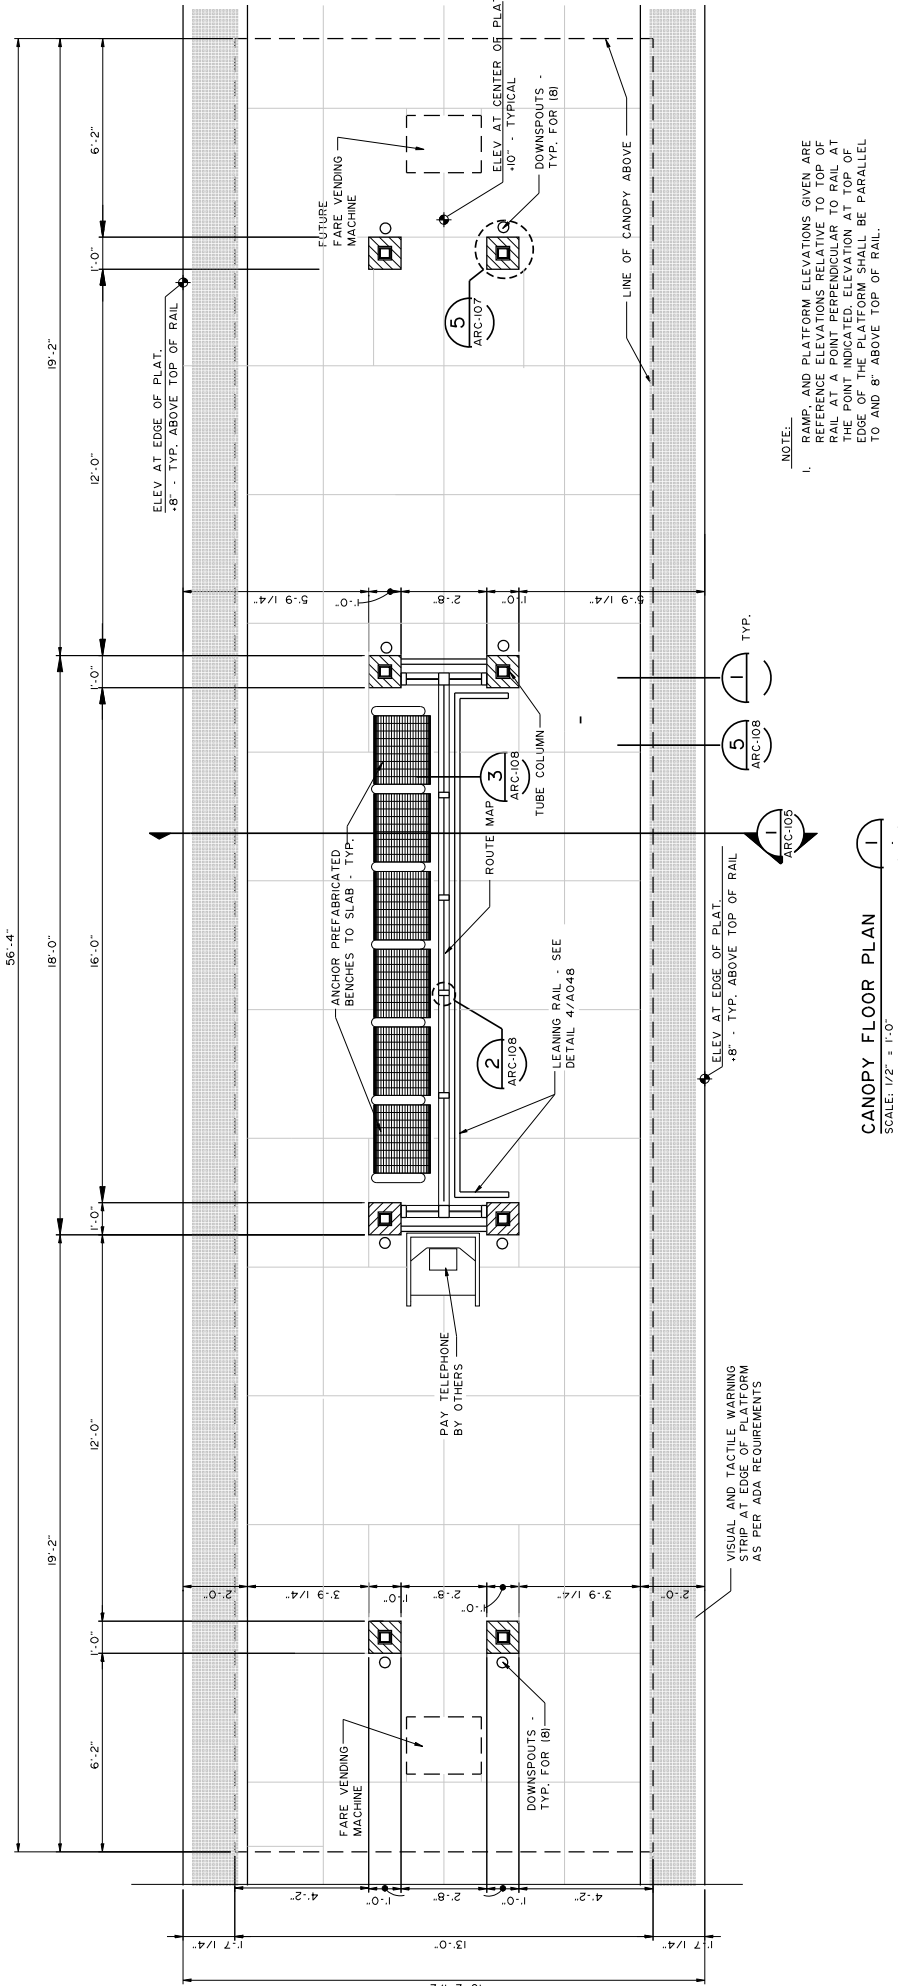 56'-4"
19'-2"
18'-0"
19'-2"
6'-2"
1'-0"
12'-0"
1'-0"
16'-0"
1'-0"
12'-0"
1'-0"
6'-2"
ELEV AT EDGE OF PLAT.
+8" - TYP. ABOVE TOP OF RAIL
FUTURE
FARE VENDING
MACHINE
ELEV AT CENTER OF PLA
+10" - TYPICAL
DOWNSPOUTS -
TYP. FOR (8)
5
ARC-107
LINE OF CANOPY ABOVE
NOTE:
1. RAMP, AND PLATFORM ELEVATIONS GIVEN ARE
REFERENCE ELEVATIONS RELATIVE TO TOP OF
RAIL AT A POINT PERPENDICULAR TO RAIL AT
THE POINT INDICATED. ELEVATION AT TOP OF
EDGE OF THE PLATFORM SHALL BE PARALLEL
TO AND 8" ABOVE TOP OF RAIL.
5'-9 1/4"
1'-0"
2'-8"
1'-0"
5'-9 1/4"
ANCHOR PREFABRICATED
BENCHES TO SLAB - TYP.
3
ARC-108
TUBE COLUMN
ROUTE MAP
2
ARC-108
LEANING RAIL - SEE
DETAIL 4/A048
1
TYP.
5
ARC-108
1
ARC-105
ELEV AT EDGE OF PLAT.
+8" - TYP. ABOVE TOP OF RAIL
PAY TELEPHONE
BY OTHERS
VISUAL AND TACTILE WARNING
STRIP AT EDGE OF PLATFORM
AS PER ADA REQUIREMENTS
2'-0"
3'-9 1/4"
1'-0"
2'-8"
1'-0"
3'-9 1/4"
2'-0"
FARE VENDING
MACHINE
DOWNSPOUTS -
TYP. FOR (8)
4'-2"
1'-0"
2'-8"
1'-0"
4'-2"
1'-7 1/4"
13'-0"
1'-7 1/4"
CANOPY FLOOR PLAN
SCALE: 1/2" = 1'-0"
1